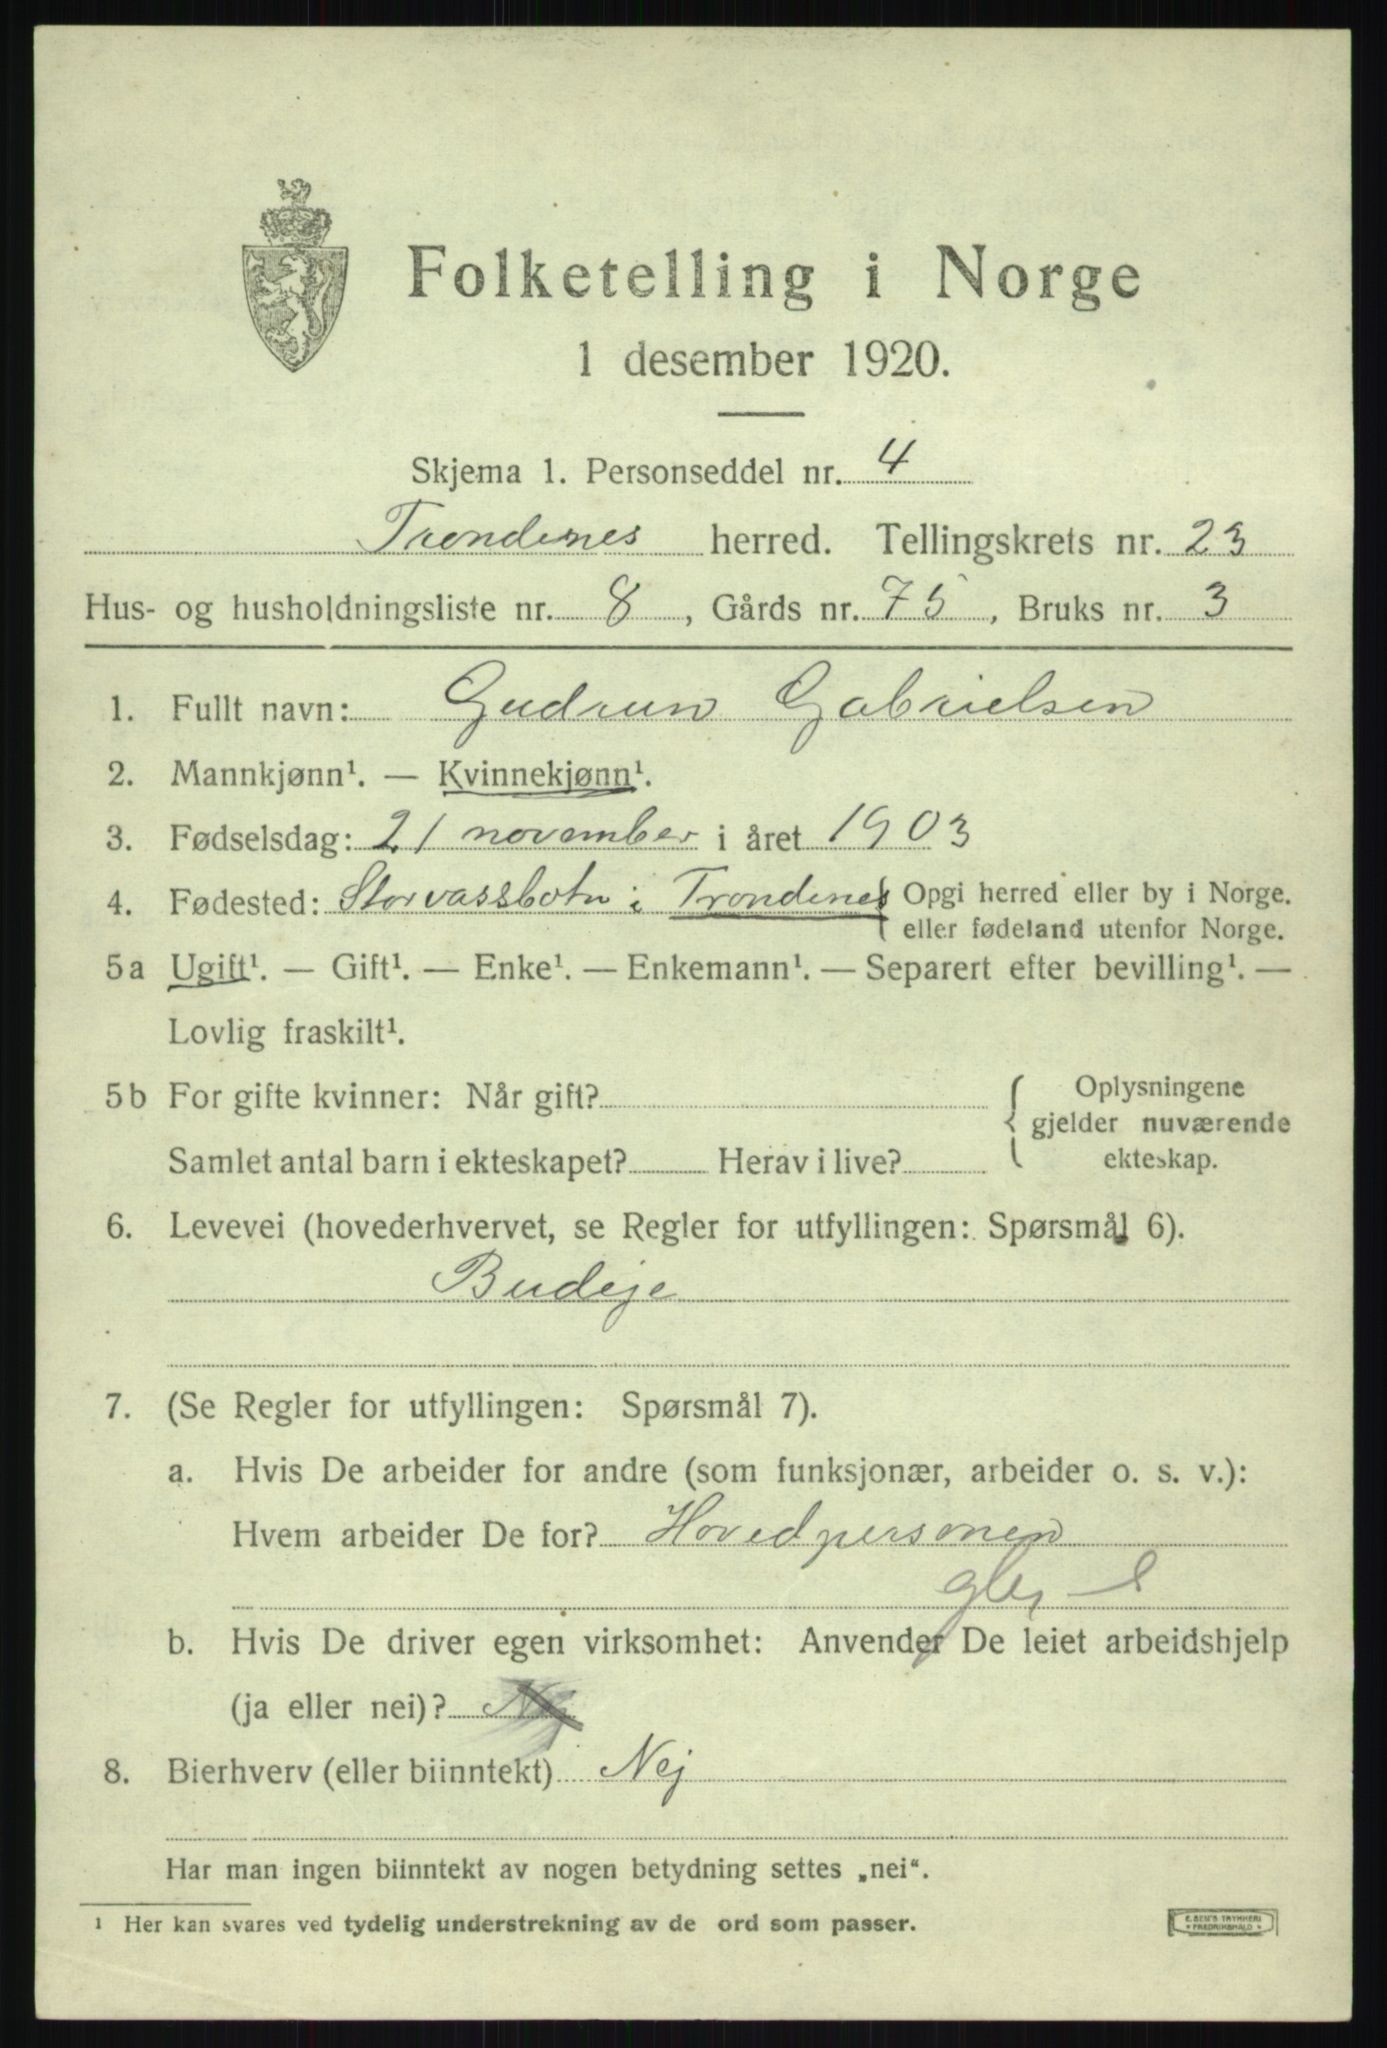 Folketelling i Norge
1 desember 1920.
Skjema 1. Personseddel nr. 4
Trondenes herred. Tellingskrets nr. 23
Hus- og husholdningsliste nr. 8, Gårds nr. 75, Bruks nr. 3
1. Fullt navn: Gudrun Gabrielsen
2. Mannkjønn¹. — Kvinnekjønn¹.
3. Fødselsdag: 21 november i året 1903
4. Fødested: Storvassbotn i Trondenes { Opgi herred eller by i Norge.
eller fødeland utenfor Norge.
5a Ugift¹. — Gift¹. — Enke¹. — Enkemann¹. — Separert efter bevilling¹. —
Lovlig fraskilt¹.
5b For gifte kvinner: Når gift? { Oplysningene
gjelder nuværende
Samlet antal barn i ekteskapet? Herav i live? ekteskap.
6. Levevei (hovederhvervet, se Regler for utfyllingen: Spørsmål 6).
Budeje
7. (Se Regler for utfyllingen: Spørsmål 7).
a. Hvis De arbeider for andre (som funksjonær, arbeider o. s. v.):
Hvem arbeider De for? Hovedpersonen
b. Hvis De driver egen virksomhet: Anvender De leiet arbeidshjelp
(ja eller nei)? Nej
8. Bierhverv (eller biinntekt) Nej
Har man ingen biinntekt av nogen betydning settes „nei“.
¹ Her kan svares ved tydelig understrekning av de ord som passer.
E. SEM'S TRYKKERI
FREDRIKSHALD